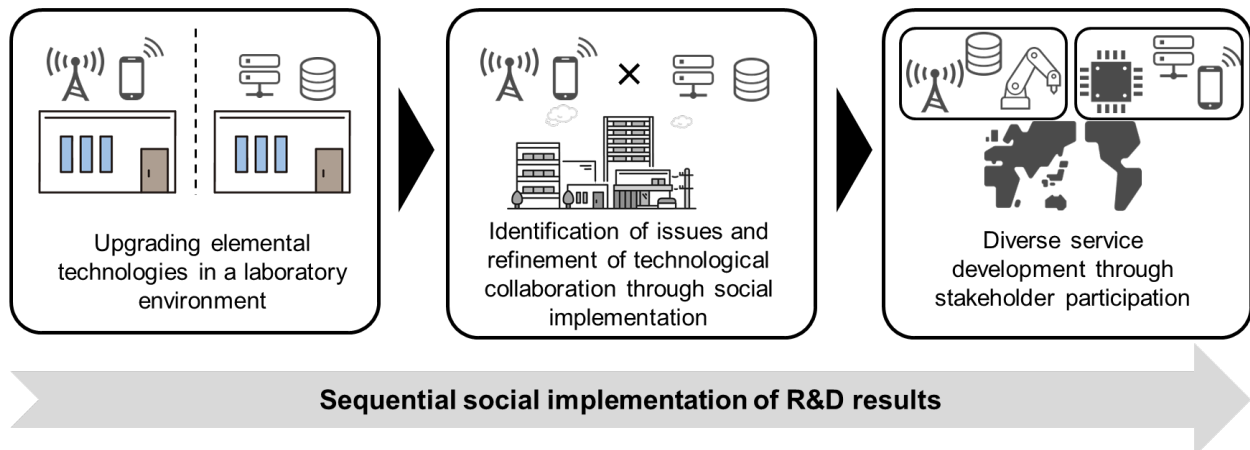 Upgrading elemental
technologies in a laboratory
environment
Identification of issues and
refinement of technological
collaboration through social
implementation
Diverse service
development through
stakeholder participation
Sequential social implementation of R&D results